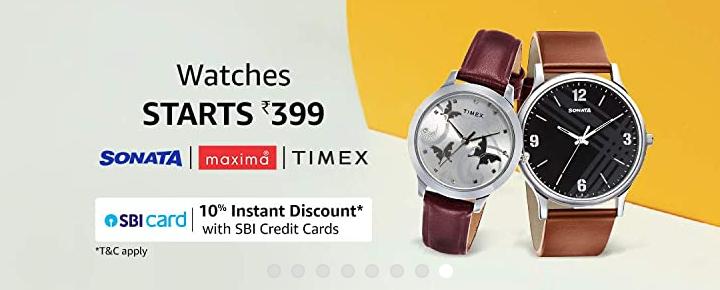 Watches
STARTS ₹399
SONATA | maxima® | TIMEX
SBI card | 10% Instant Discount*
with SBI Credit Cards
*T&C apply
TIMEX
SONATA
12
9
3
6